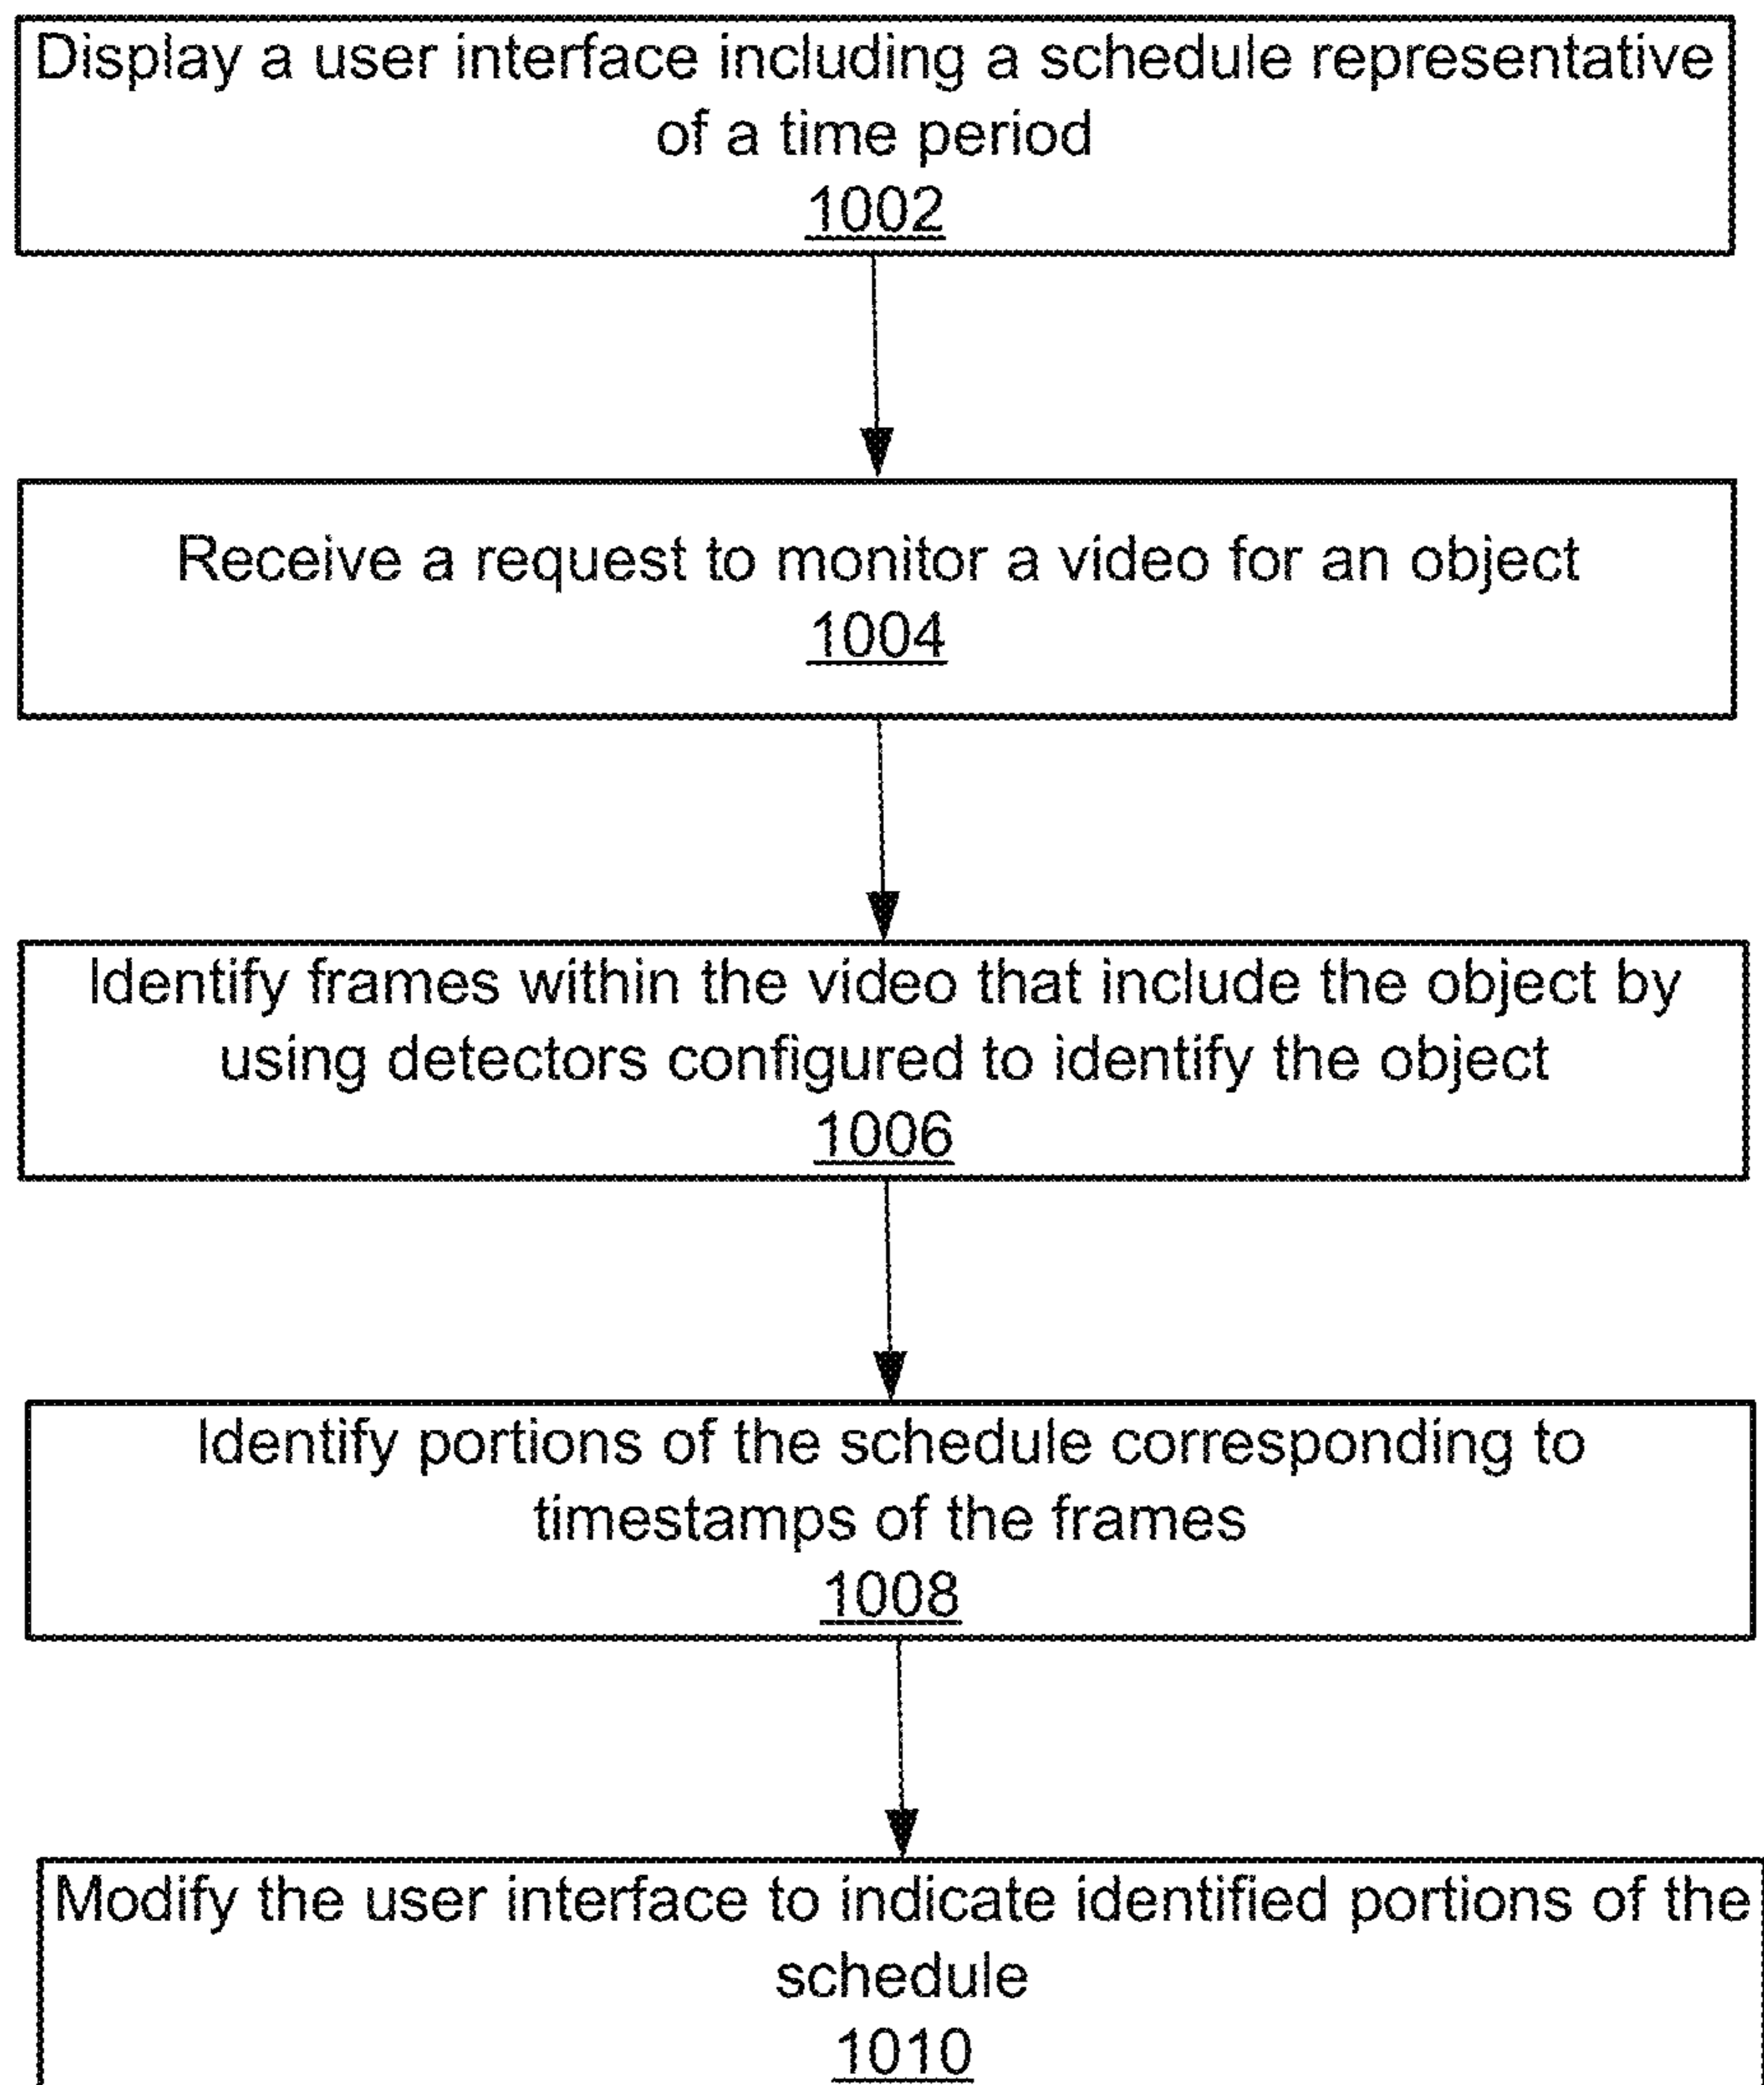 Display a user interface including a schedule representative
of a time period
1002
Receive a request to monitor a video for an object
1004
Identify frames within the video that include the object by
using detectors configured to identify the object
1006
Identify portions of the schedule corresponding to
timestamps of the frames
1008
Modify the user interface to indicate identified portions of the
schedule
1010